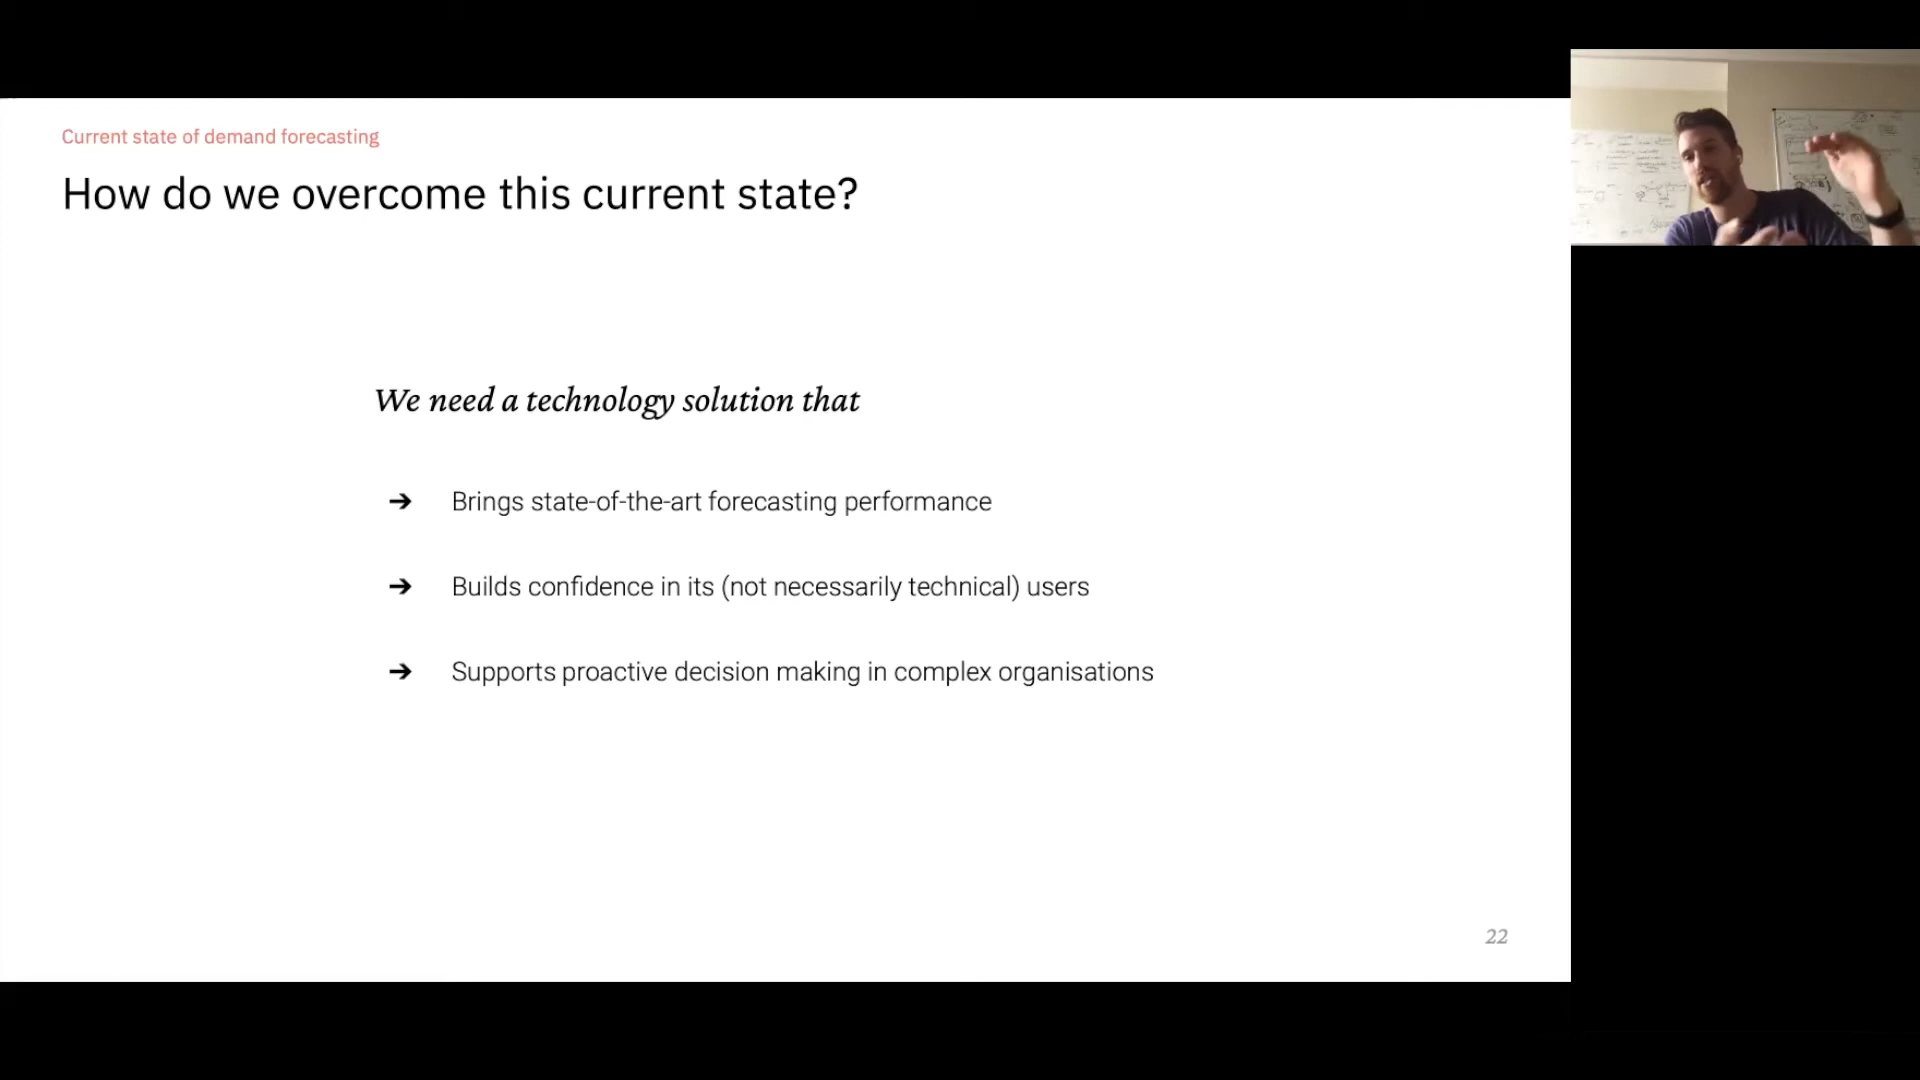 Current state of demand forecasting
How do we overcome this current state?
We need a technology solution that
➔ Brings state-of-the-art forecasting performance
➔ Builds confidence in its (not necessarily technical) users
➔ Supports proactive decision making in complex organisations
22